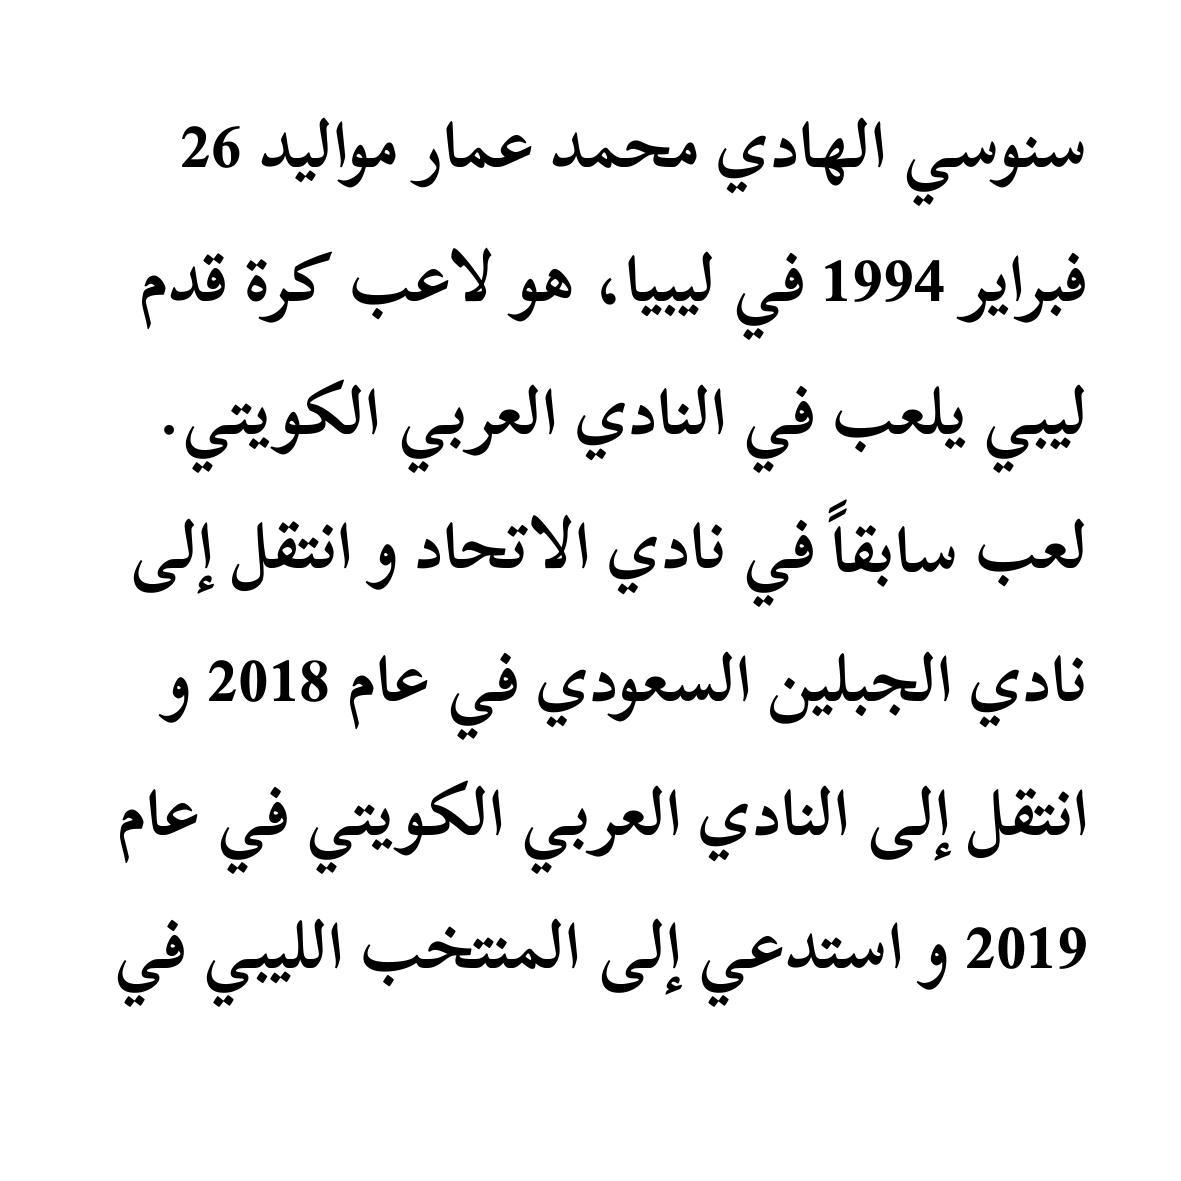 سنوسي الهادي محمد عمار مواليد 26
فبراير 1994 في ليبيا، هو لاعب كرة قدم
ليبي يلعب في النادي العربي الكويتي.
لعب سابقاً في نادي الاتحاد و انتقل إلى
نادي الجبلين السعودي في عام 2018 و
انتقل إلى النادي العربي الكويتي في عام
2019 و استدعي إلى المنتخب الليبي في